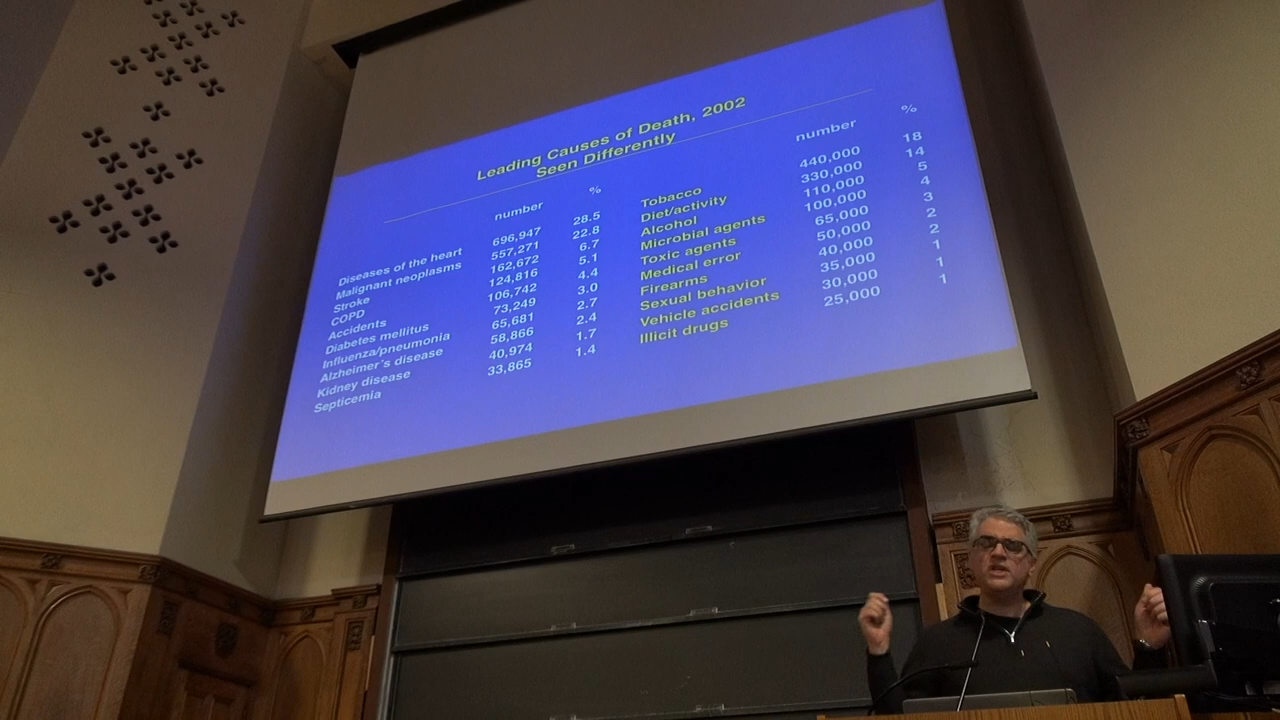 Leading Causes of Death, 2002
Seen Differently
number %
Diseases of the heart 696,947 28.5
Malignant neoplasms 557,271 22.8
Stroke 162,672 6.7
COPD 124,816 5.1
Accidents 106,742 4.4
Diabetes mellitus 73,249 3.0
Influenza/pneumonia 65,681 2.7
Alzheimer's disease 58,866 2.4
Kidney disease 40,974 1.7
Septicemia 33,865 1.4
number %
Tobacco 440,000 18
Diet/activity 330,000 14
Alcohol 110,000 5
Microbial agents 100,000 4
Toxic agents 65,000 3
Medical error 50,000 2
Firearms 40,000 2
Sexual behavior 35,000 1
Vehicle accidents 30,000 1
Illicit drugs 25,000 1